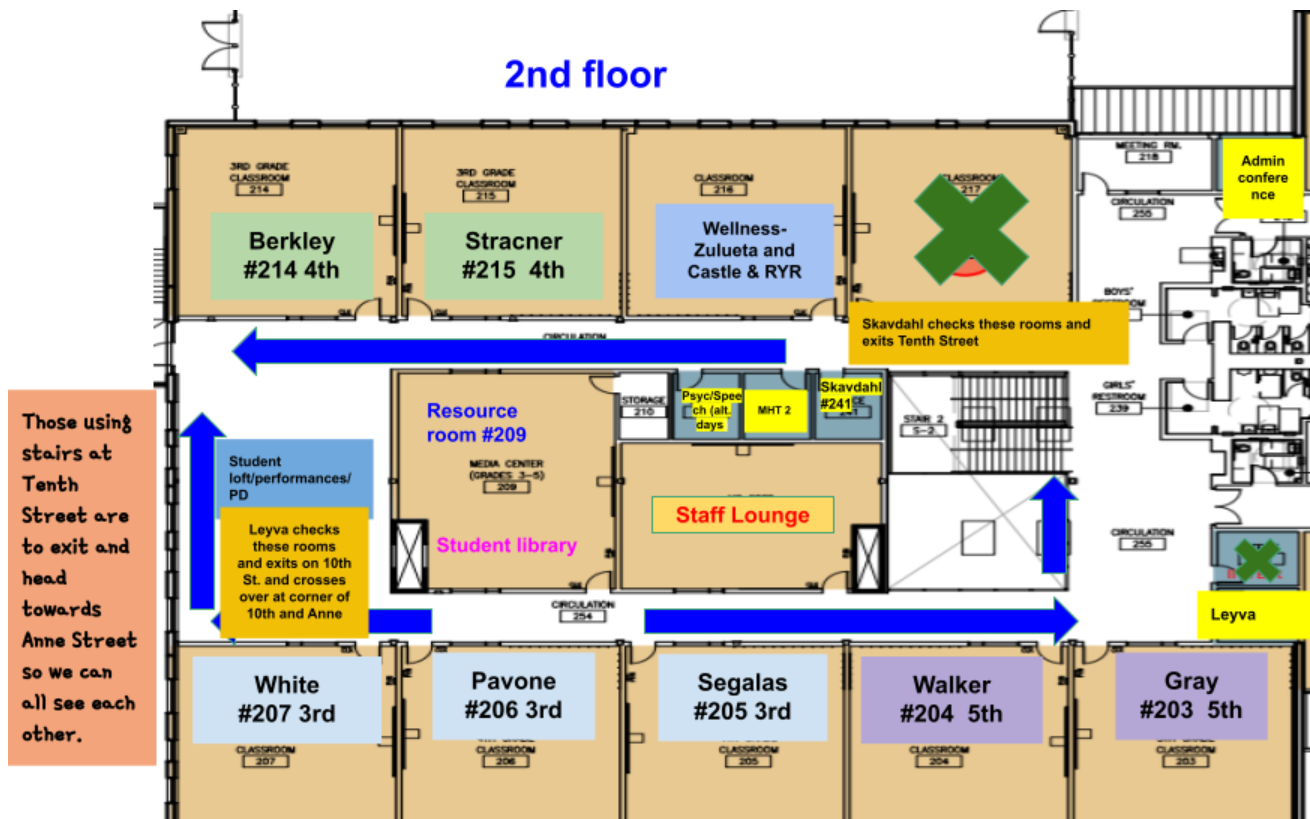 2nd floor
3RD GRADE
CLASSROOM
214
3RD GRADE
CLASSROOM
215
CLASSROOM
216
CLASSROOM
217
MEETING RM.
218
Admin
confere
nce
CIRCULATION
255
Berkley
#214 4th
Stracner
#215 4th
Wellness-
Zulueta and
Castle & RYR
BOYS'
Skavdahl checks these rooms and
exits Tenth Street
CIRCULATION
Those using
stairs at
Tenth
Street are
to exit and
head
towards
Anne Street
so we can
all see each
other.
Resource
room #209
MEDIA CENTER
(GRADES 3-5)
209
Student library
STORAGE
210
Psyc/Spee
ch (alt.
days
MHT 2
Skavdahl
#241
STAIR 2
S-2
GIRLS'
RESTROOM
239
Student
loft/performances/
PD
Leyva checks
these rooms
and exits on 10th
St. and crosses
over at corner of
10th and Anne
Staff Lounge
CIRCULATION
255
CIRCULATION
254
Leyva
White
#207 3rd
Pavone
#206 3rd
Segalas
#205 3rd
Walker
#204 5th
Gray
#203 5th
CLASSROOM
207
CLASSROOM
206
CLASSROOM
205
CLASSROOM
204
CLASSROOM
203